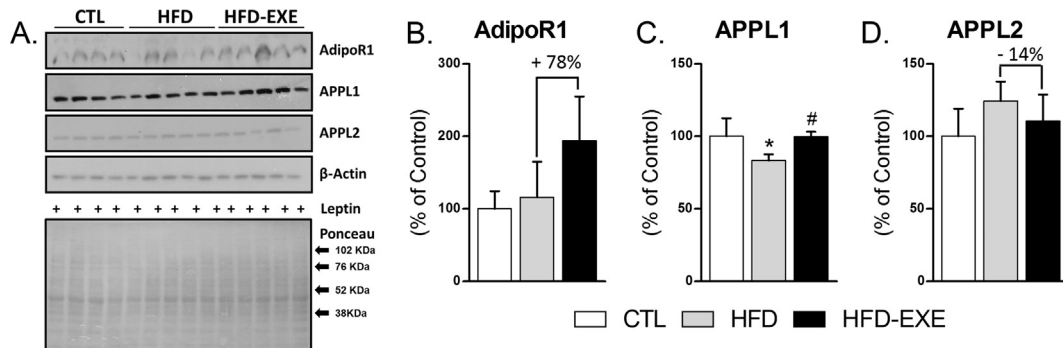 A.
CTL HFD HFD-EXE
AdipoR1
APPL1
APPL2
β-Actin
+ + + + + + + + + + + + + + Leptin
Ponceau
102 KDa
76 KDa
52 KDa
38KDa
B.
AdipoR1
(% of Control)
300
200
100
0
+ 78%
C.
APPL1
(% of Control)
150
100
50
0
*
#
D.
APPL2
(% of Control)
150
100
50
0
- 14%
CTL HFD HFD-EXE